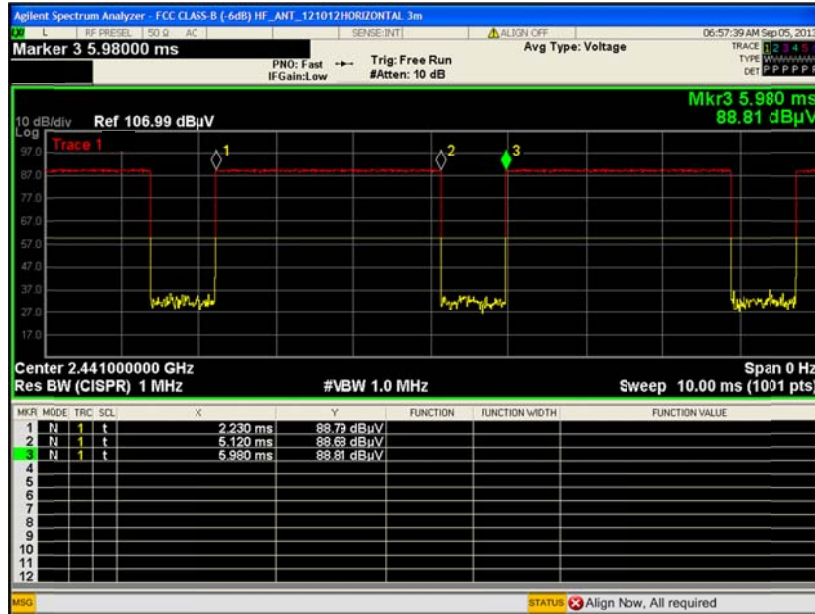 Agilent Spectrum Analyzer - FCC CLASS-B (-6dB) HF_ANT_121012HORIZONTAL 3m
L RF PRESEL 50 Ω AC SENSE:INT ALIGN OFF 06:57:39 AM Sep 05, 2013
Marker 3 5.98000 ms
PNO: Fast
IFGain:Low
Trig: Free Run
#Atten: 10 dB
Avg Type: Voltage
TRACE 1 2 3 4 5
TYPE
DET P P P P P
Mkr3 5.980 ms
88.81 dBµV
10 dB/div Ref 106.99 dBµV
Log
Trace 1
1
2
3
97.0
87.0
77.0
67.0
57.0
47.0
37.0
27.0
17.0
Center 2.441000000 GHz Span 0 Hz
Res BW (CISPR) 1 MHz #VBW 1.0 MHz Sweep 10.00 ms (1001 pts)
MKR MODE TRC SCL X Y FUNCTION FUNCTION WIDTH FUNCTION VALUE
1 N 1 t 2.230 ms 88.79 dBµV
2 N 1 t 5.120 ms 88.68 dBµV
3 N 1 t 5.980 ms 88.81 dBµV
4
5
6
7
8
9
10
11
12
MSG STATUS Align Now, All required